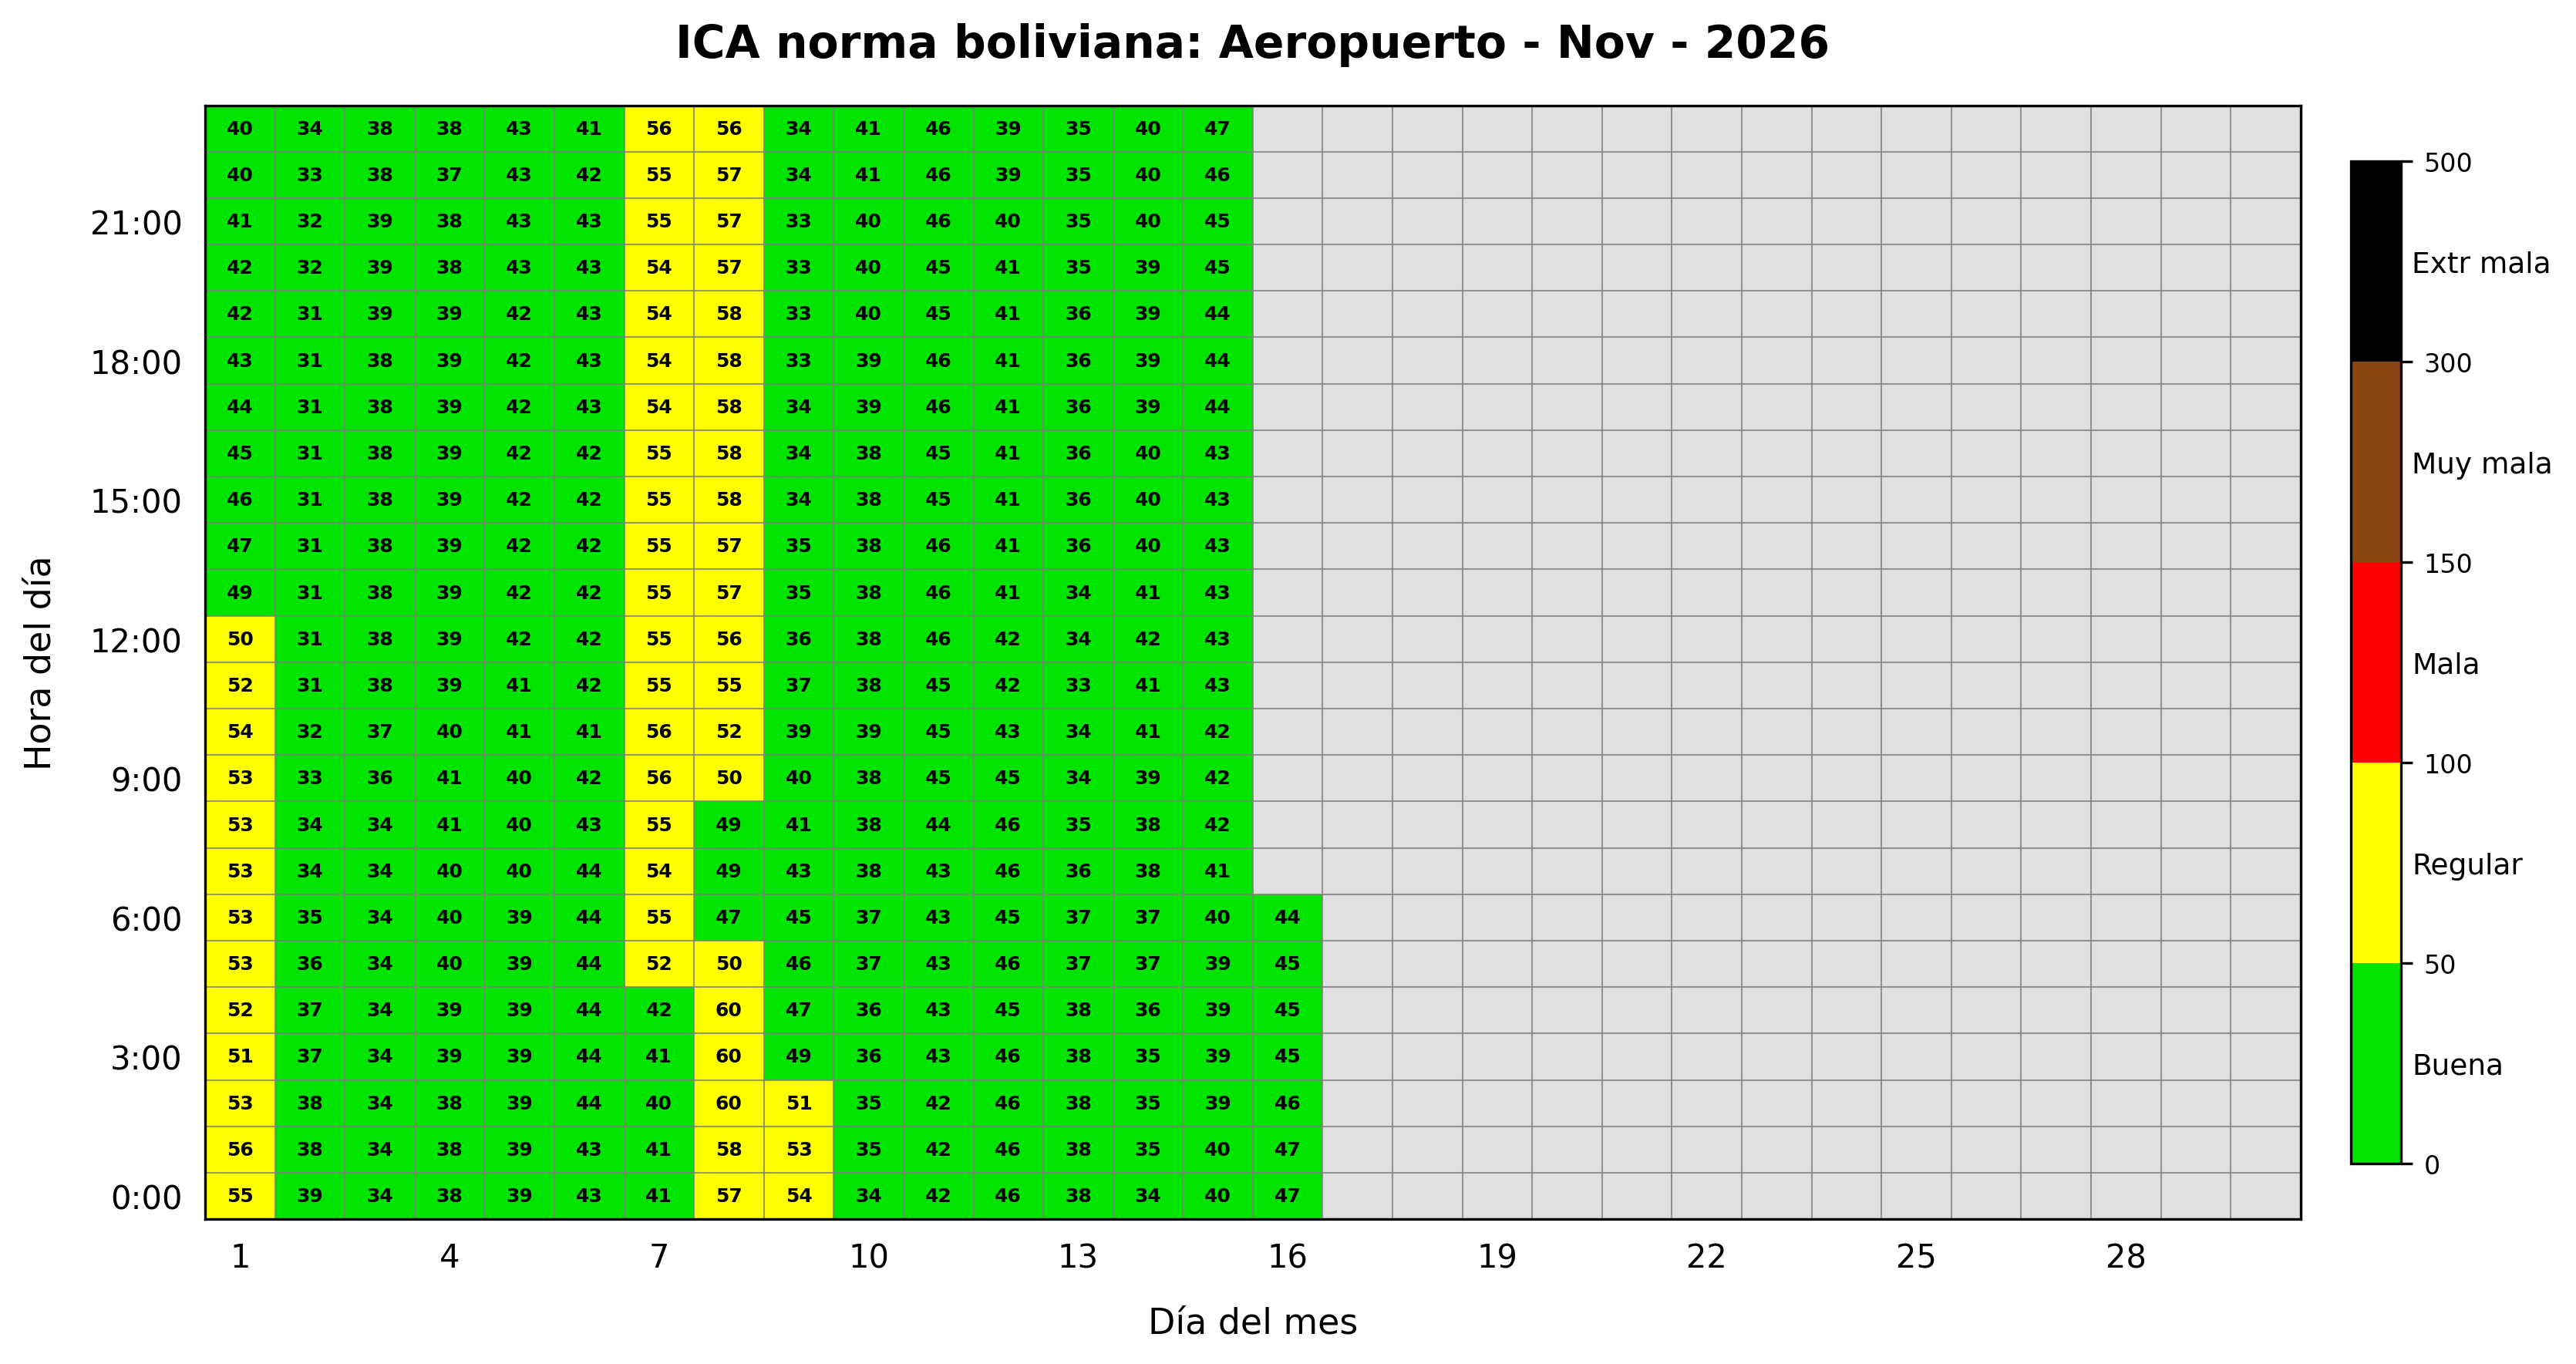 ICA norma boliviana: Aeropuerto - Nov - 2026
40 34 38 38 43 41 56 56 34 41 46 39 35 40 47
40 33 38 37 43 42 55 57 34 41 46 39 35 40 46
21:00 41 32 39 38 43 43 55 57 33 40 46 40 35 40 45
42 32 39 38 43 43 54 57 33 40 45 41 35 39 45
42 31 39 39 42 43 54 58 33 40 45 41 36 39 44
18:00 43 31 38 39 42 43 54 58 33 39 46 41 36 39 44
44 31 38 39 42 43 54 58 34 39 46 41 36 39 44
45 31 38 39 42 42 55 58 34 38 45 41 36 40 43
15:00 46 31 38 39 42 42 55 58 34 38 45 41 36 40 43
47 31 38 39 42 42 55 57 35 38 46 41 36 40 43
49 31 38 39 42 42 55 57 35 38 46 41 34 41 43
12:00 50 31 38 39 42 42 55 56 36 38 46 42 34 42 43
52 31 38 39 41 42 55 55 37 38 45 42 33 41 43
54 32 37 40 41 41 56 52 39 39 45 43 34 41 42
9:00 53 33 36 41 40 42 56 50 40 38 45 45 34 39 42
53 34 34 41 40 43 55 49 41 38 44 46 35 38 42
53 34 34 40 40 44 54 49 43 38 43 46 36 38 41
6:00 53 35 34 40 39 44 55 47 45 37 43 45 37 37 40 44
53 36 34 40 39 44 52 50 46 37 43 46 37 37 39 45
52 37 34 39 39 44 42 60 47 36 43 45 38 36 39 45
3:00 51 37 34 39 39 44 41 60 49 36 43 46 38 35 39 45
53 38 34 38 39 44 40 60 51 35 42 46 38 35 39 46
56 38 34 38 39 43 41 58 53 35 42 46 38 35 40 47
0:00 55 39 34 38 39 43 41 57 54 34 42 46 38 34 40 47
1 4 7 10 13 16 19 22 25 28
Día del mes
Hora del día
500
Extr mala
300
Muy mala
150
Mala
100
Regular
50
Buena
0